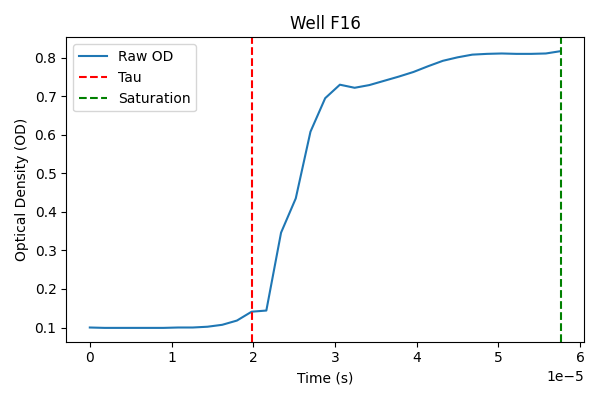 Well F16
Raw OD
Tau
Saturation
Optical Density (OD)
0.8
0.7
0.6
0.5
0.4
0.3
0.2
0.1
0 1 2 3 4 5 6
1e−5
Time (s)